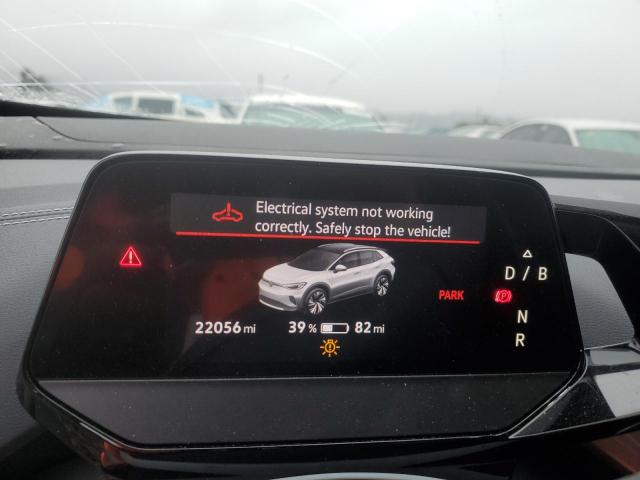 Electrical system not working
correctly. Safely stop the vehicle!
D / B
PARK P
N
R
22056 mi 39 % 82 mi